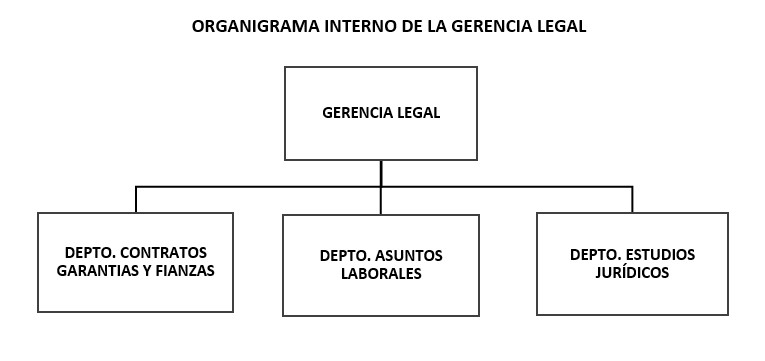 ORGANIGRAMA INTERNO DE LA GERENCIA LEGAL
GERENCIA LEGAL
DEPTO. CONTRATOS
GARANTIAS Y FIANZAS
DEPTO. ASUNTOS
LABORALES
DEPTO. ESTUDIOS
JURÍDICOS